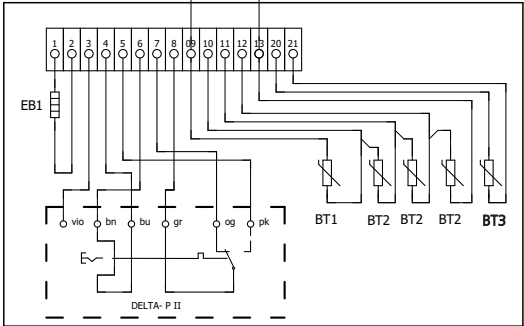 1 2 3 4 5 6 7 8 09 10 11 12 13 20 21
EB1
BT1 BT2 BT2 BT2 BT3
vio bn bu gr og pk
DELTA- P II